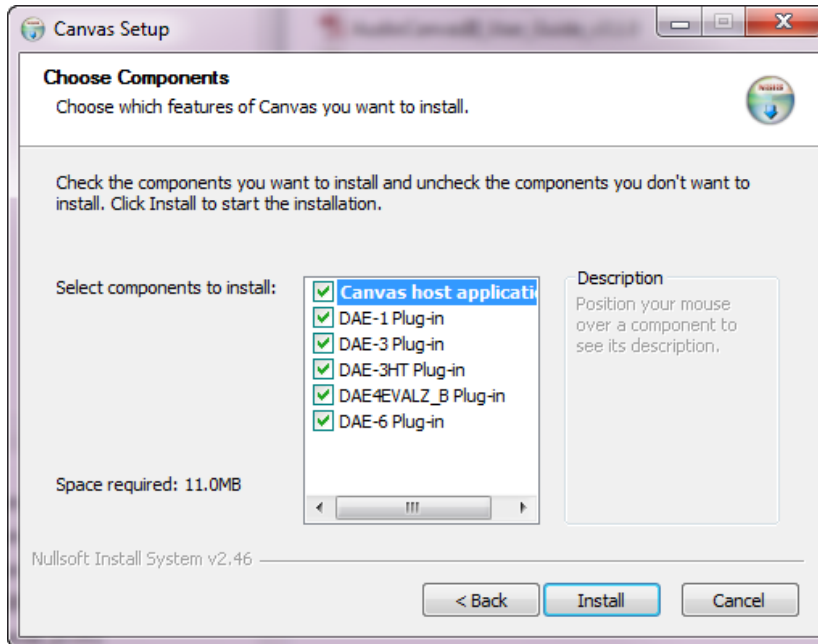 Canvas Setup
Choose Components
Choose which features of Canvas you want to install.
Check the components you want to install and uncheck the components you don't want to
install. Click Install to start the installation.
Select components to install:
Canvas host applicati
DAE-1 Plug-in
DAE-3 Plug-in
DAE-3HT Plug-in
DAE4EVALZ_B Plug-in
DAE-6 Plug-in
Description
Position your mouse
over a component to
see its description.
Space required: 11.0MB
Nullsoft Install System v2.46
< Back
Install
Cancel